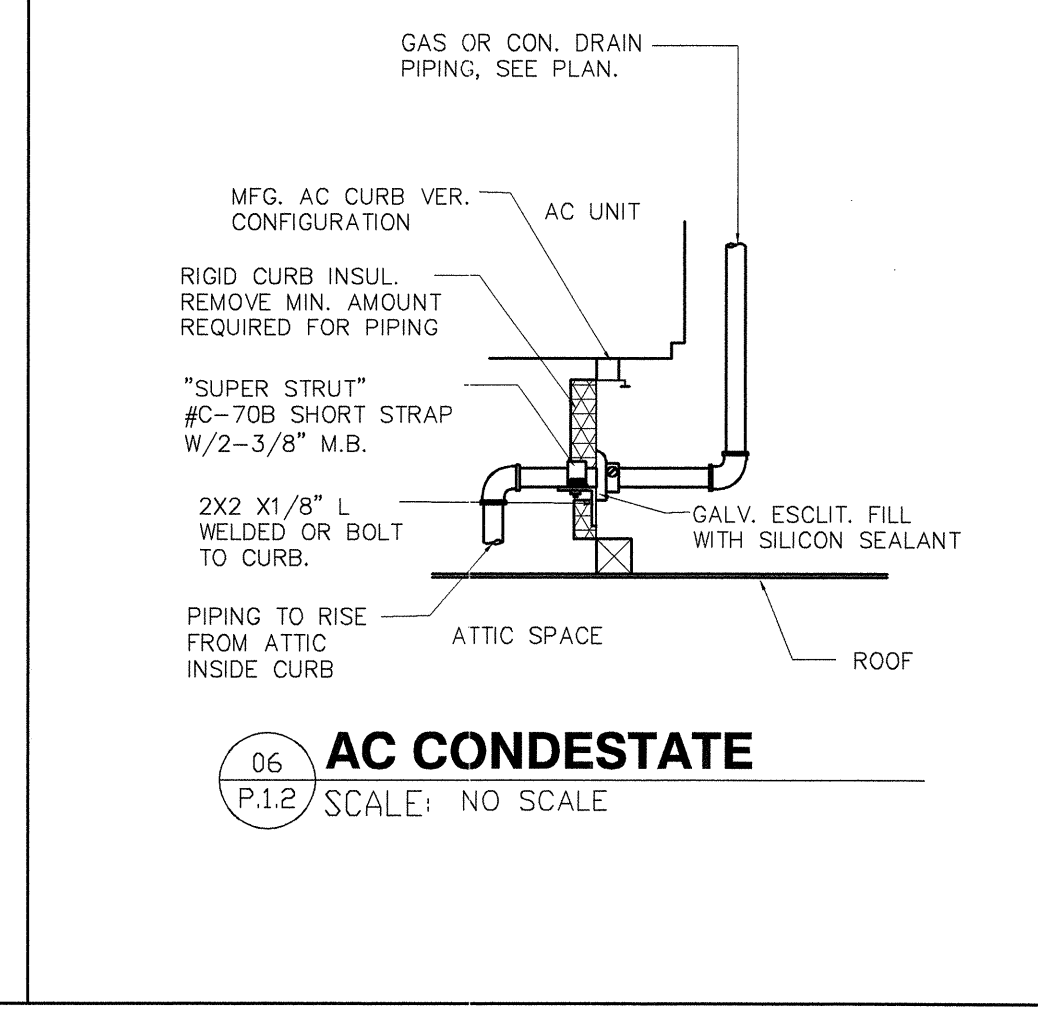 GAS OR CON. DRAIN
PIPING, SEE PLAN.
MFG. AC CURB VER.
CONFIGURATION
AC UNIT
RIGID CURB INSUL.
REMOVE MIN. AMOUNT
REQUIRED FOR PIPING
"SUPER STRUT"
#C-70B SHORT STRAP
W/2-3/8" M.B.
2X2 X1/8" L
WELDED OR BOLT
TO CURB.
GALV. ESCLIT. FILL
WITH SILICON SEALANT
PIPING TO RISE
FROM ATTIC
INSIDE CURB
ATTIC SPACE
ROOF
06
P.1.2
AC CONDESTATE
SCALE: NO SCALE